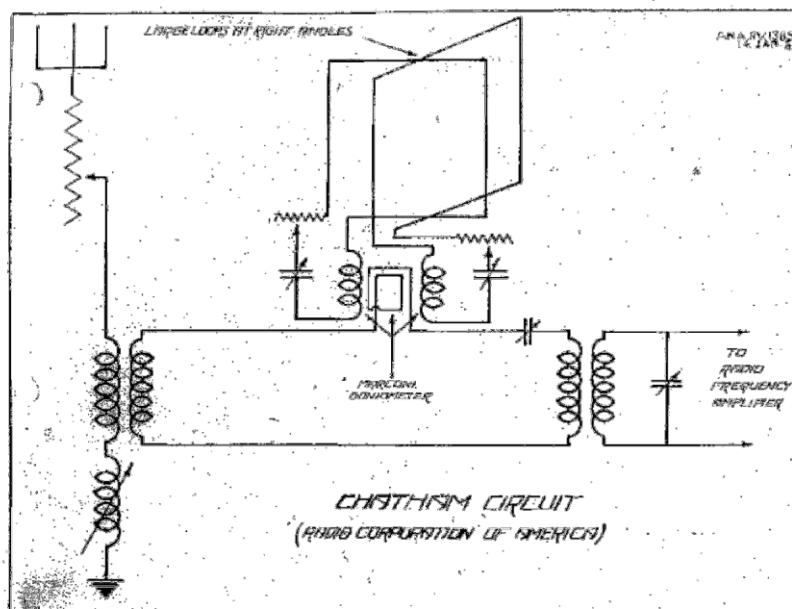 LARGE LOOPS AT RIGHT ANGLES
MARCONI
GONIOMETER
TO
RADIO
FREQUENCY
AMPLIFIER
CHATHAM CIRCUIT
(RADIO CORPORATION OF AMERICA)